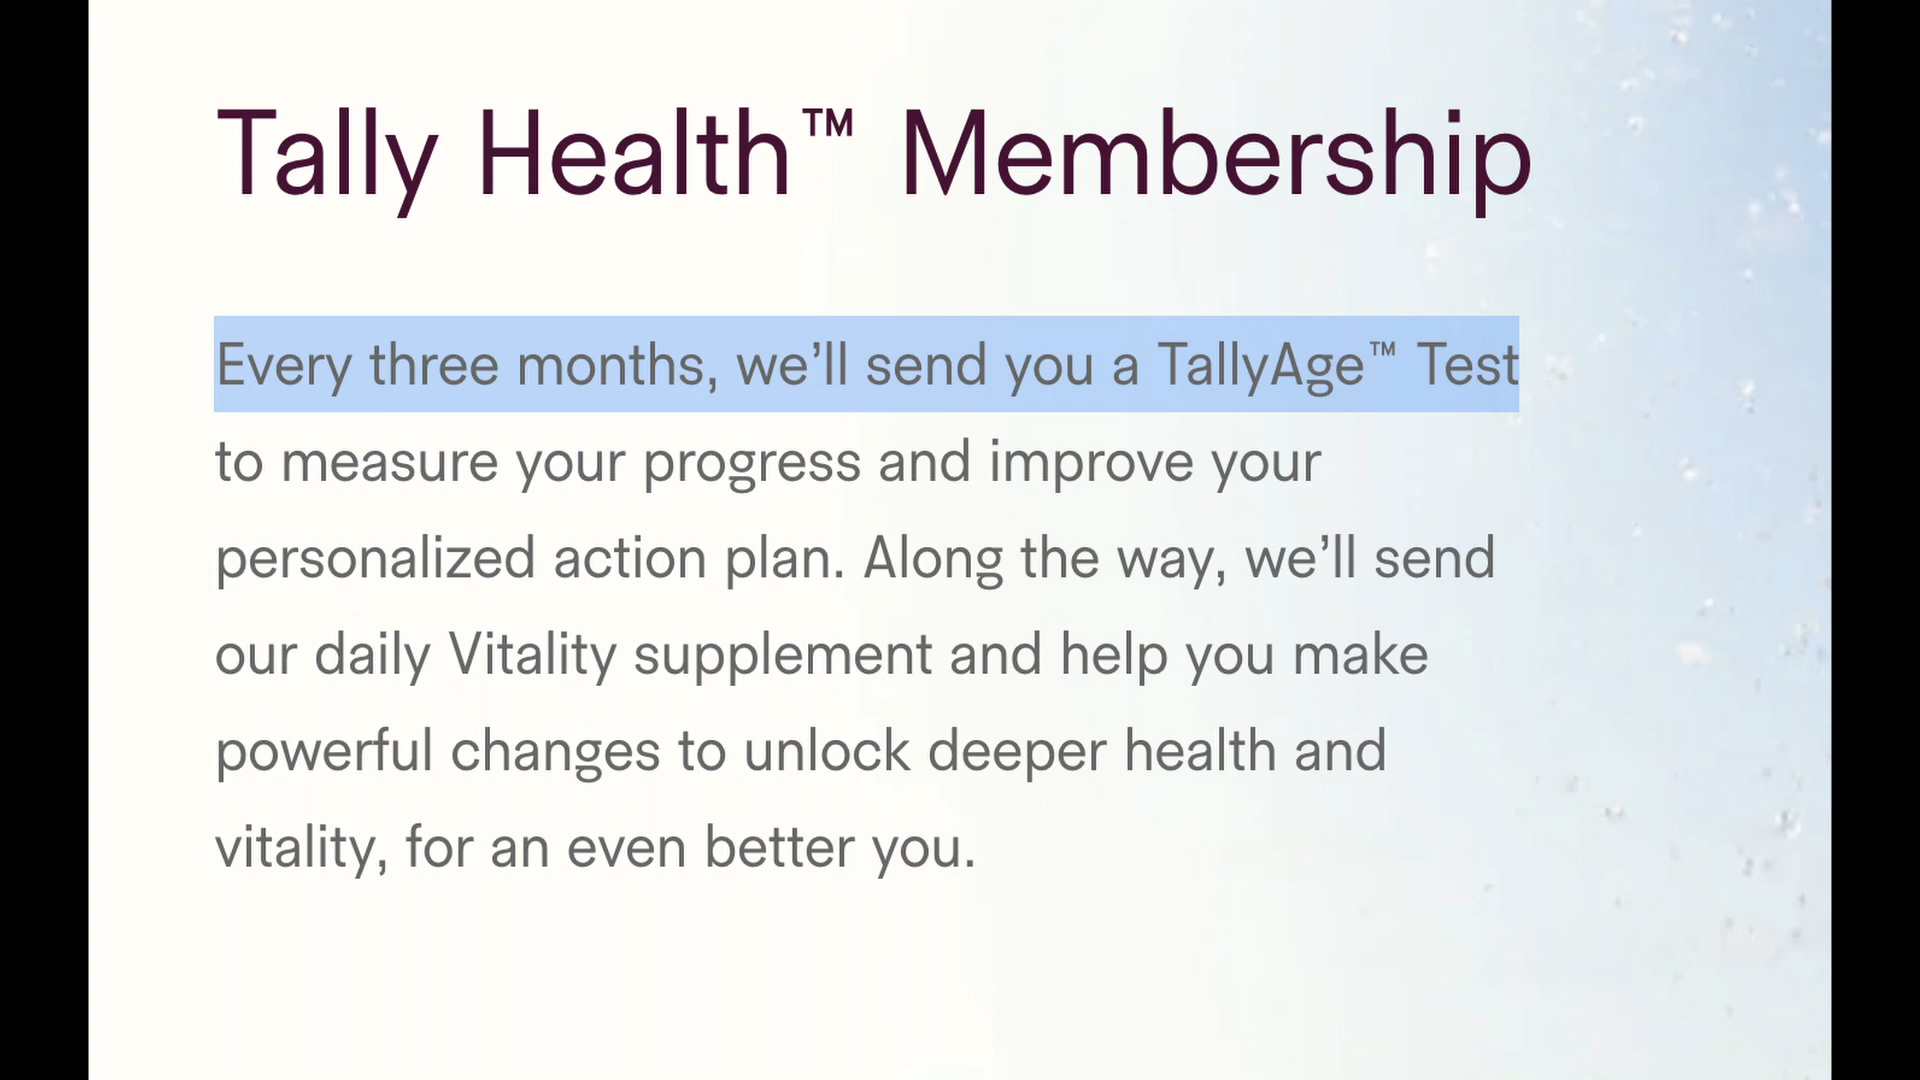 Tally Health™ Membership
Every three months, we’ll send you a TallyAge™ Test
to measure your progress and improve your
personalized action plan. Along the way, we’ll send
our daily Vitality supplement and help you make
powerful changes to unlock deeper health and
vitality, for an even better you.